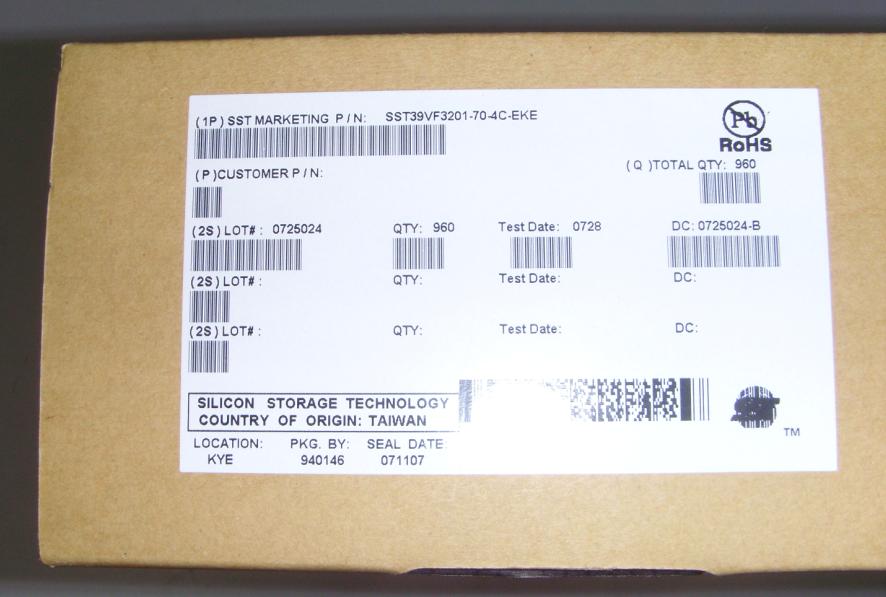 (1P) SST MARKETING P/N: SST39VF3201-70-4C-EKE
Pb
RoHS
(P)CUSTOMER P/N:
(Q )TOTAL QTY: 960
(2S) LOT# : 0725024 QTY: 960 Test Date: 0728 DC: 0725024-B
(2S) LOT# : QTY: Test Date: DC:
(2S) LOT# : QTY: Test Date: DC:
SILICON STORAGE TECHNOLOGY
COUNTRY OF ORIGIN: TAIWAN
SST
TM
LOCATION: PKG. BY: SEAL DATE:
KYE 940146 071107